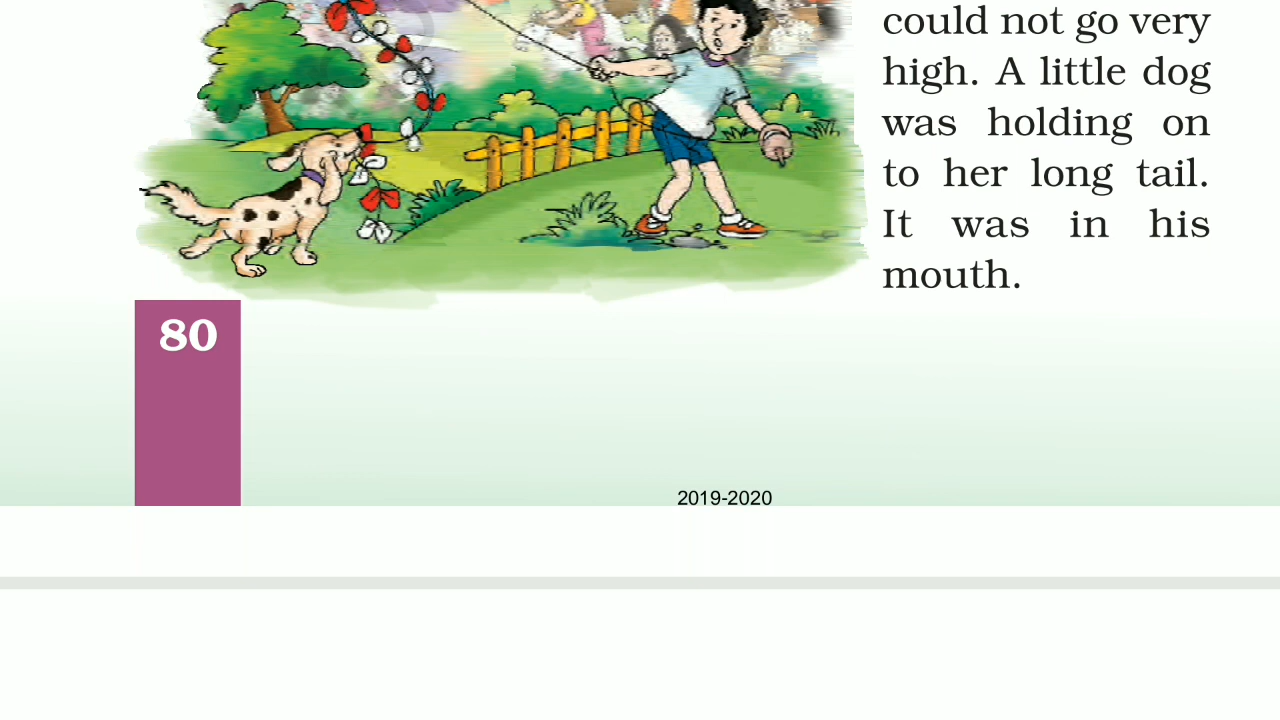 could not go very
high. A little dog
was holding on
to her long tail.
It was in his
mouth.
80
2019-2020